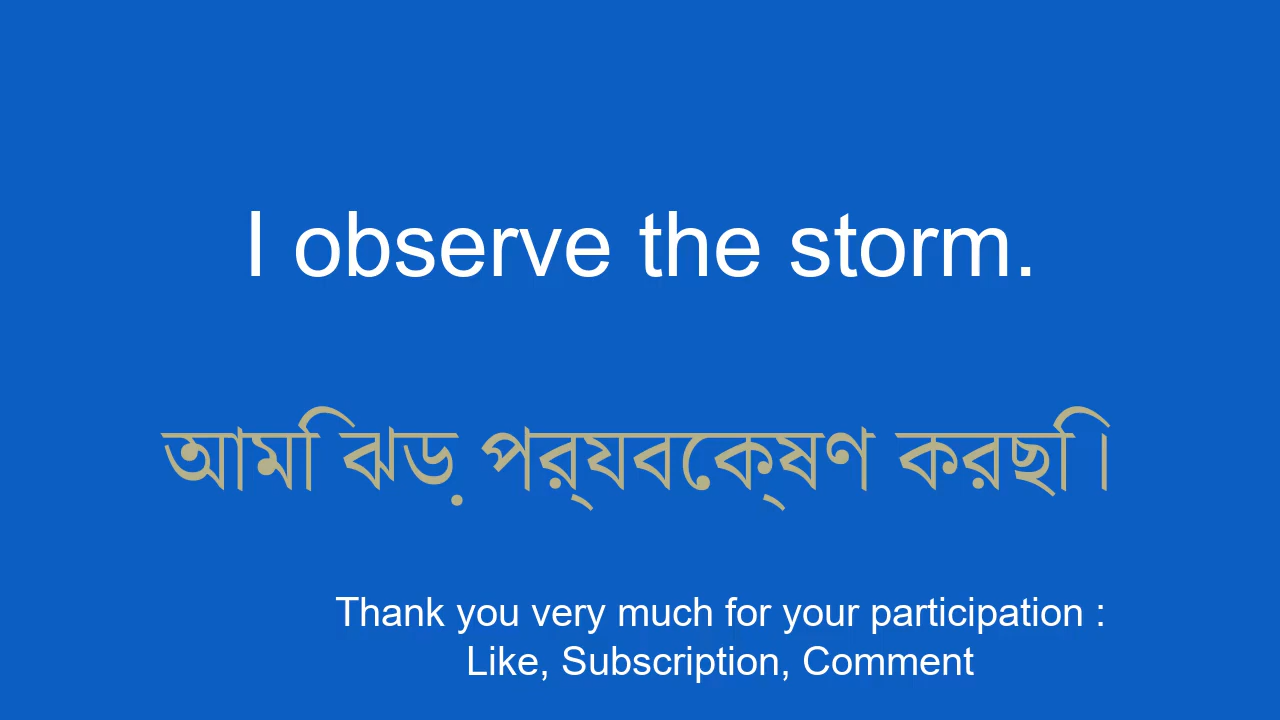 I observe the storm.
আমি ঝড় পর্যবেক্ষণ করছি।
Thank you very much for your participation :
Like, Subscription, Comment